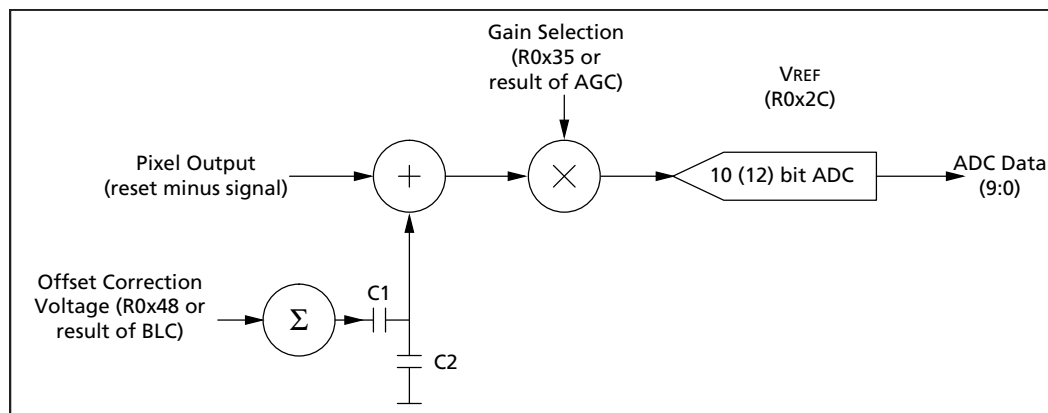 Gain Selection
(R0x35 or
result of AGC)
VREF
(R0x2C)
Pixel Output
(reset minus signal)
+
×
10 (12) bit ADC
ADC Data
(9:0)
Offset Correction
Voltage (R0x48 or
result of BLC)
Σ
C1
C2